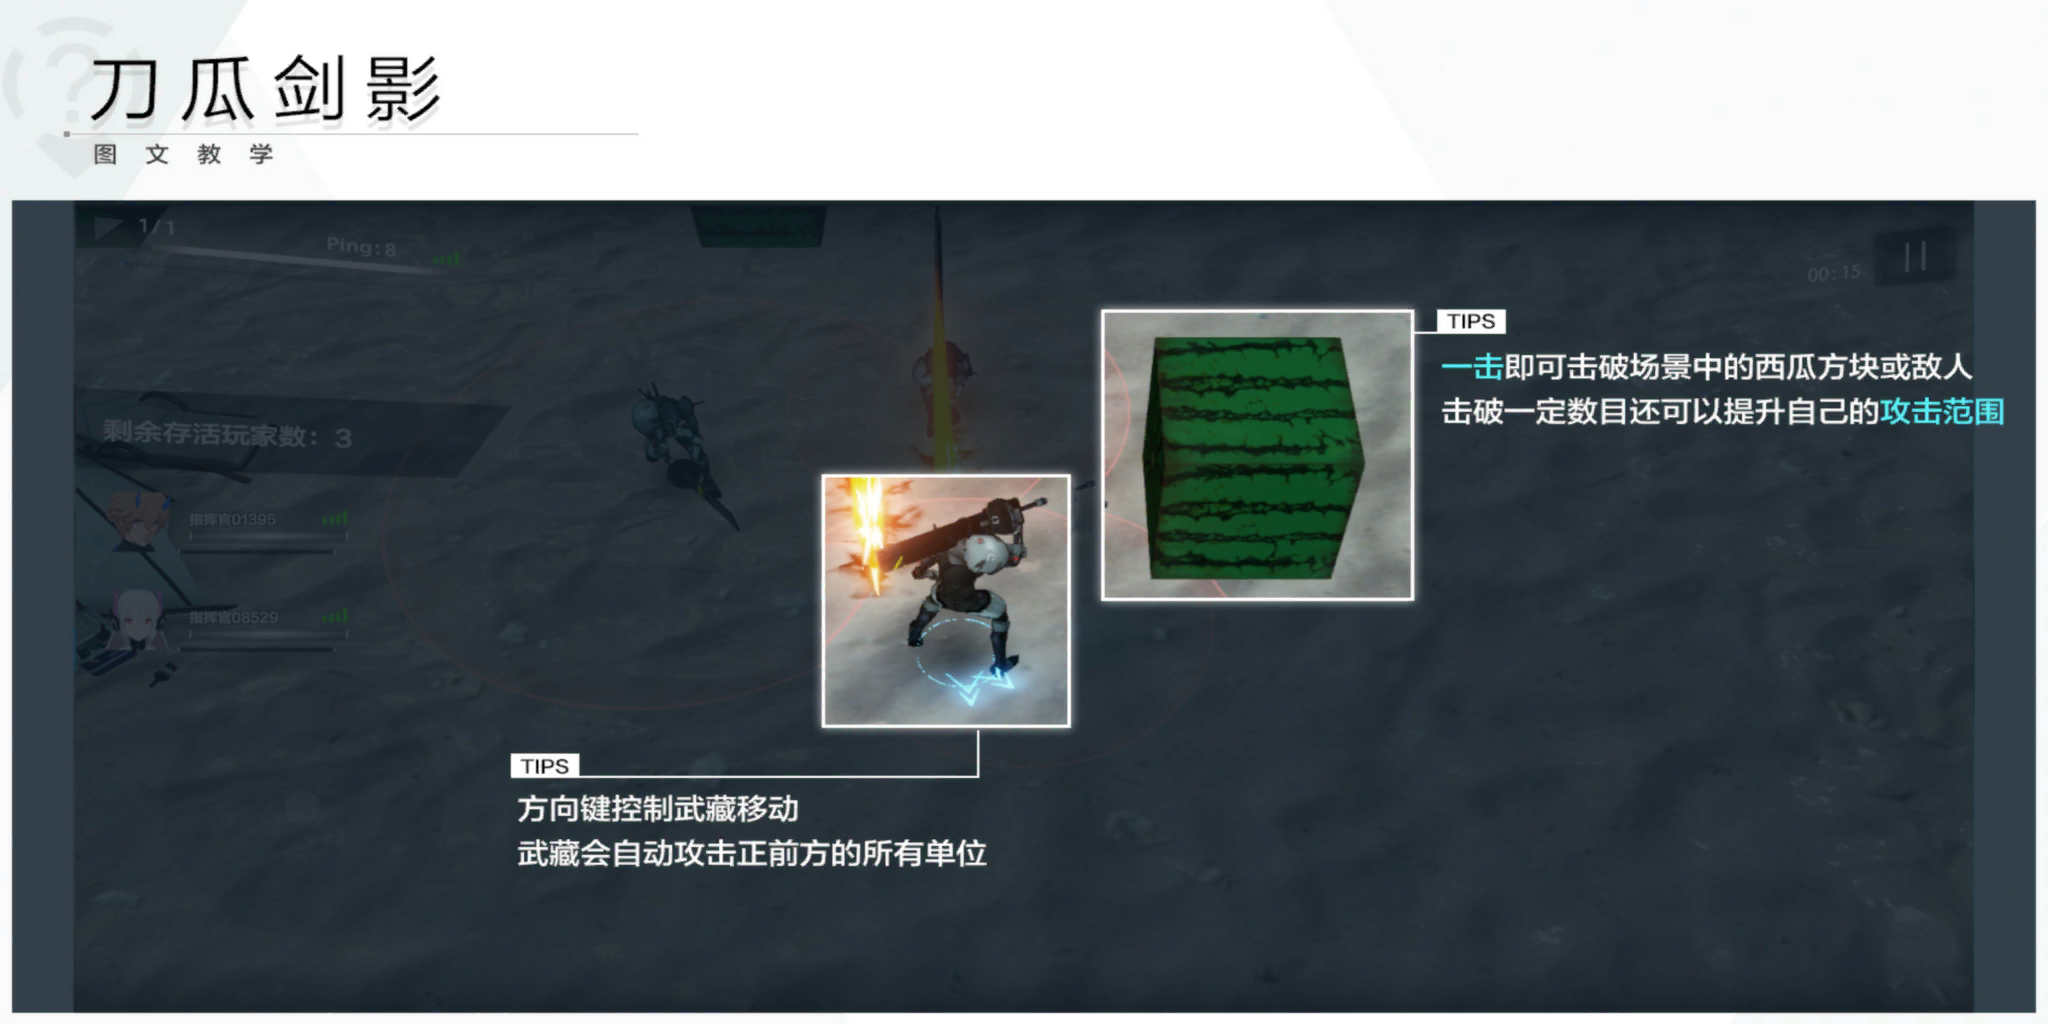 刀瓜剑影
图文教学
1/1
Ping:8
00:15
TIPS
一击即可击破场景中的西瓜方块或敌人
击破一定数目还可以提升自己的攻击范围
剩余存活玩家数：3
指挥官01395
指挥官08529
TIPS
方向键控制武藏移动
武藏会自动攻击正前方的所有单位